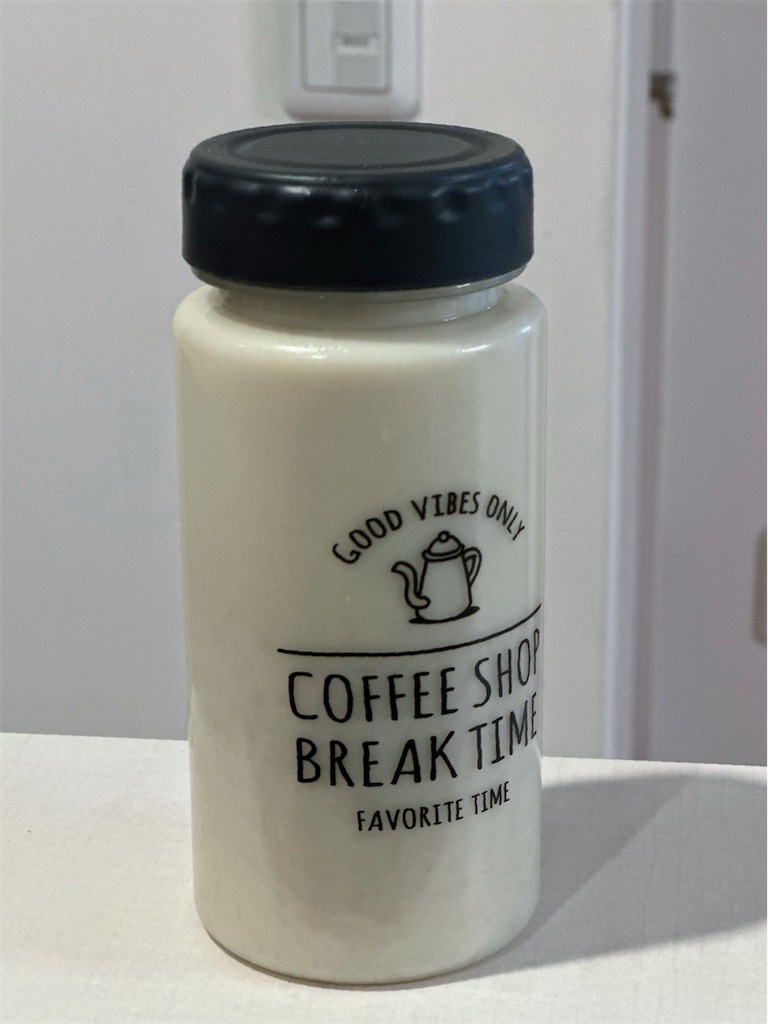 GOOD VIBES ONLY
COFFEE SHOP
BREAK TIME
FAVORITE TIME